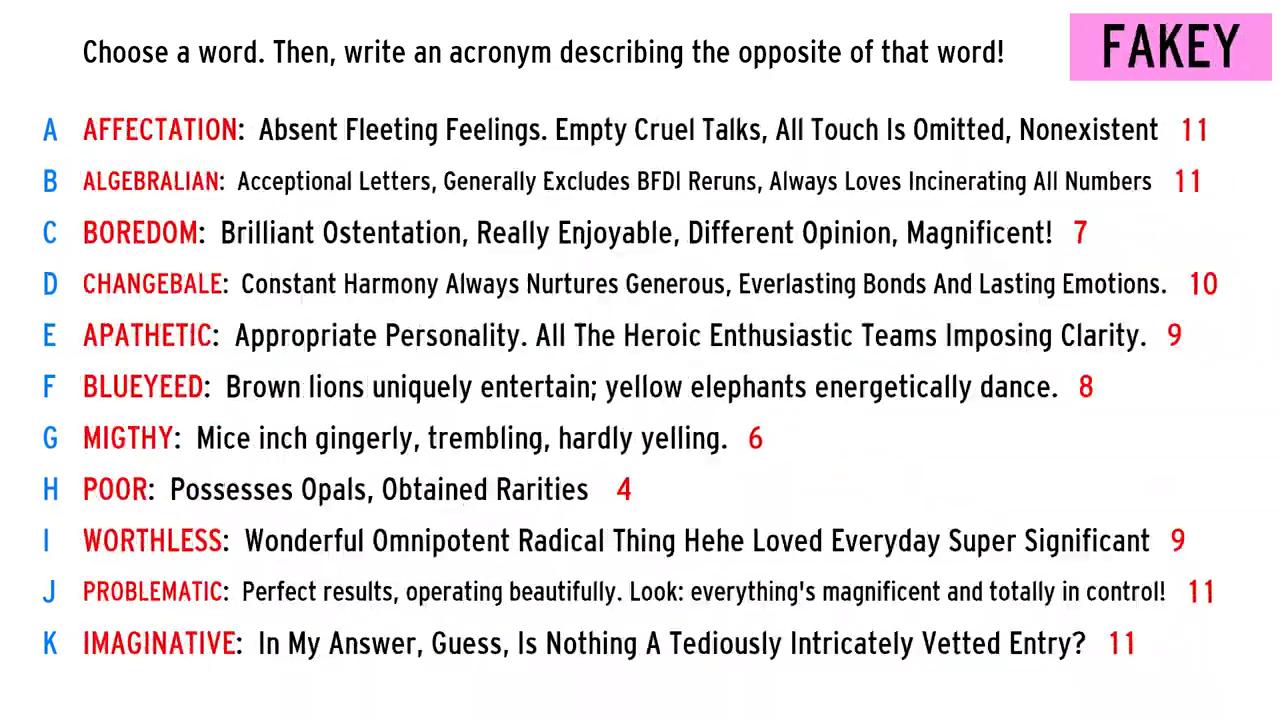 Choose a word. Then, write an acronym describing the opposite of that word!
FAKEY
A AFFECTATION: Absent Fleeting Feelings. Empty Cruel Talks, All Touch Is Omitted, Nonexistent 11
B ALGEBRALIAN: Acceptional Letters, Generally Excludes BFDI Reruns, Always Loves Incinerating All Numbers 11
C BOREDOM: Brilliant Ostentation, Really Enjoyable, Different Opinion, Magnificent! 7
D CHANGEBALE: Constant Harmony Always Nurtures Generous, Everlasting Bonds And Lasting Emotions. 10
E APATHETIC: Appropriate Personality. All The Heroic Enthusiastic Teams Imposing Clarity. 9
F BLUEYEED: Brown lions uniquely entertain; yellow elephants energetically dance. 8
G MIGTHY: Mice inch gingerly, trembling, hardly yelling. 6
H POOR: Possesses Opals, Obtained Rarities 4
I WORTHLESS: Wonderful Omnipotent Radical Thing Hehe Loved Everyday Super Significant 9
J PROBLEMATIC: Perfect results, operating beautifully. Look: everything's magnificent and totally in control! 11
K IMAGINATIVE: In My Answer, Guess, Is Nothing A Tediously Intricately Vetted Entry? 11